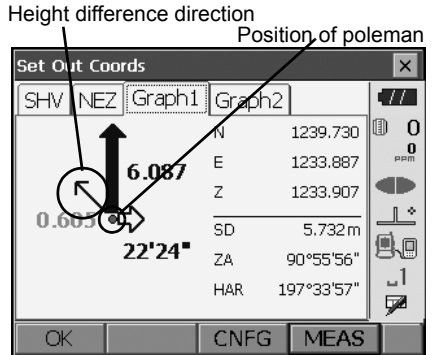 Height difference direction
Position of poleman
Set Out Coords
SHV NEZ Graph1 Graph2
N 1239.730
E 1233.887
Z 1233.907
SD 5.732m
ZA 90°55'56"
HAR 197°33'57"
6.087
0.605
22'24"
0
0
PPM
1
OK CNFG MEAS